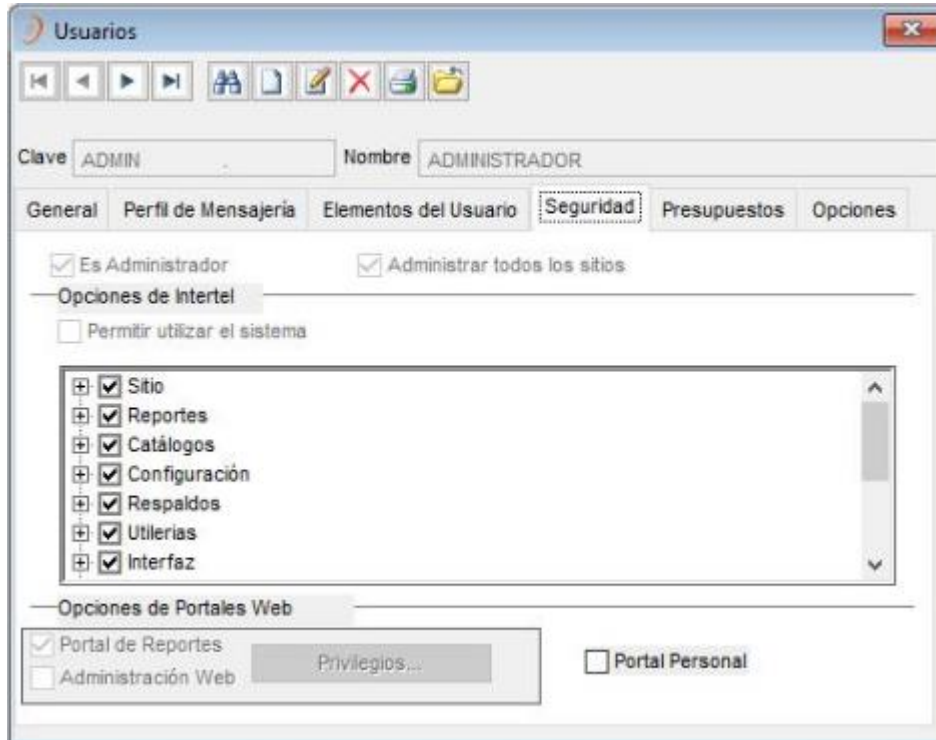 Usuarios
Clave ADMIN . Nombre ADMINISTRADOR
General Perfil de Mensajería Elementos del Usuario Seguridad Presupuestos Opciones
Es Administrador Administrar todos los sitios
Opciones de Intertel
Permitir utilizar el sistema
Sitio
Reportes
Catálogos
Configuración
Respaldos
Utilerias
Interfaz
Opciones de Portales Web
Portal de Reportes
Privilegios... Portal Personal
Administración Web